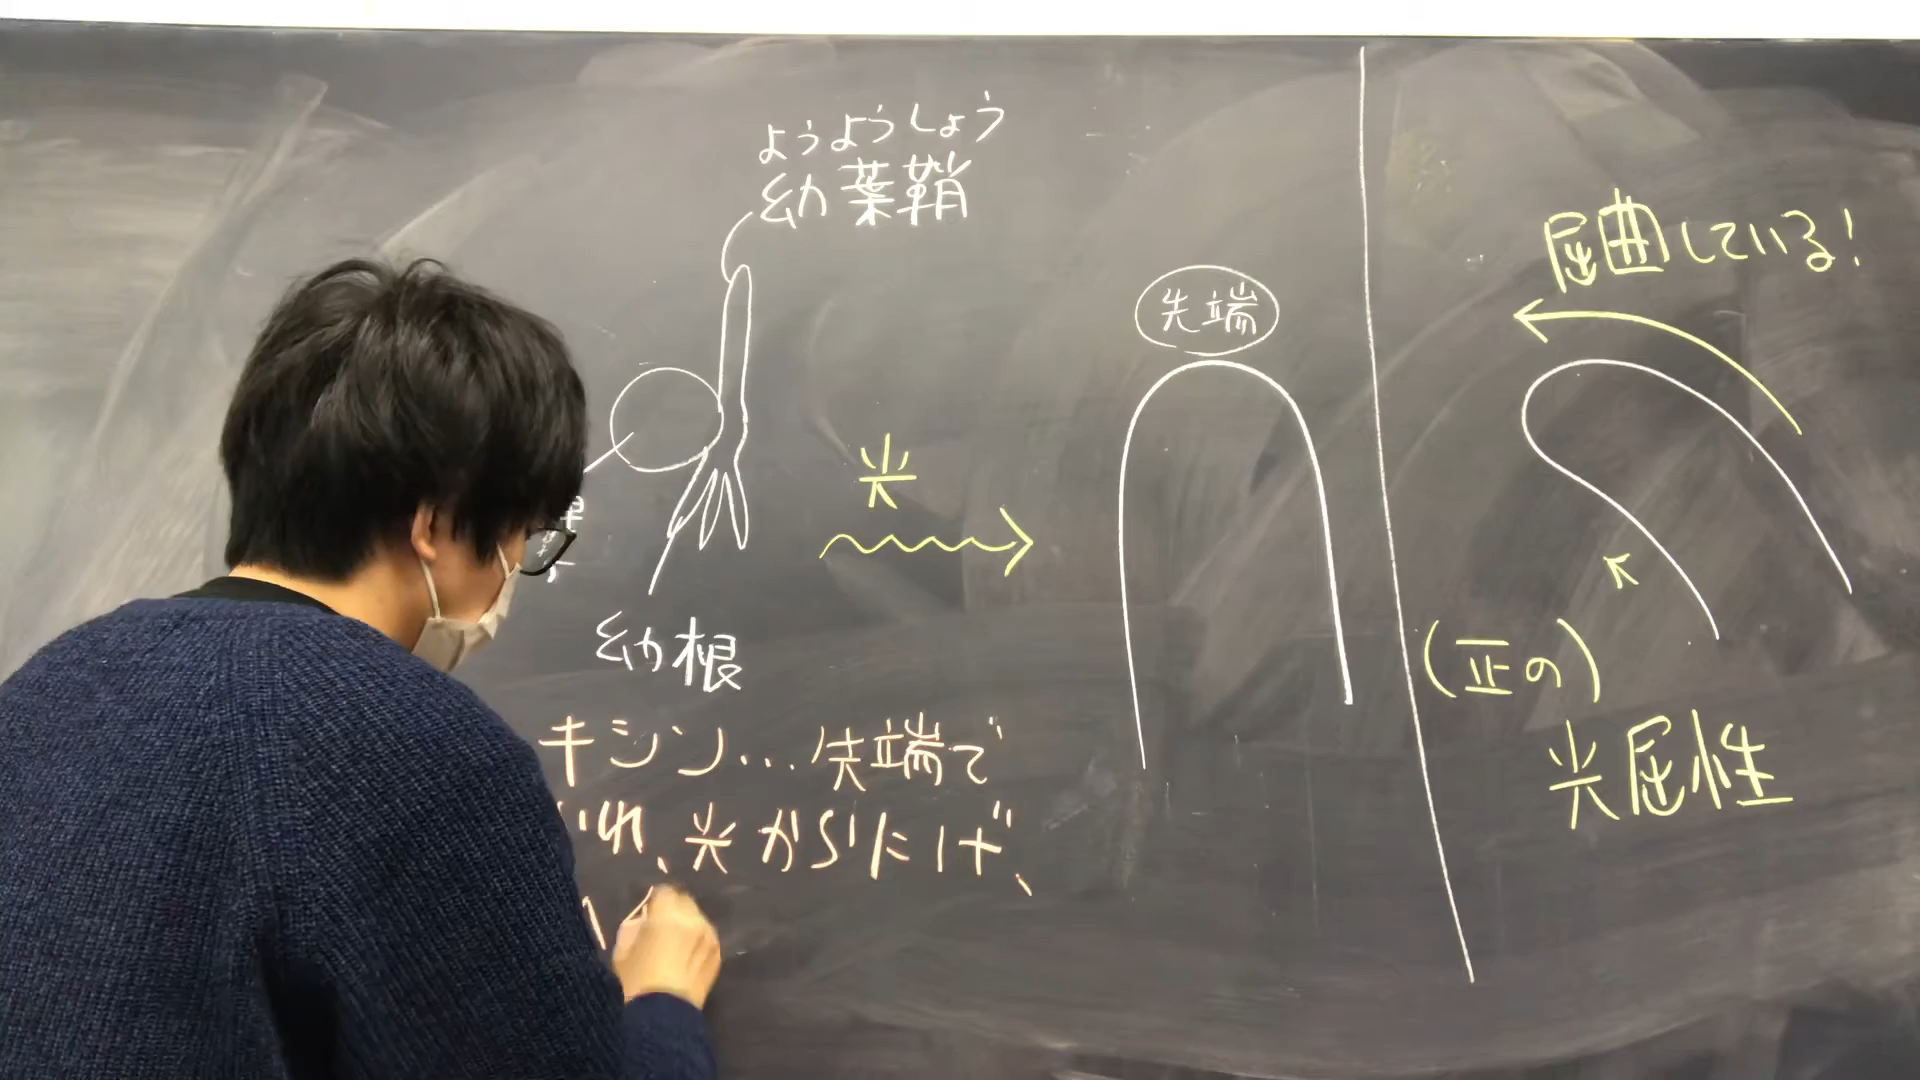 ようようしょう
幼葉鞘
幼根
キシン…先端で
れ、光からにげ、
光
先端
屈曲している!
(正の)
光屈性